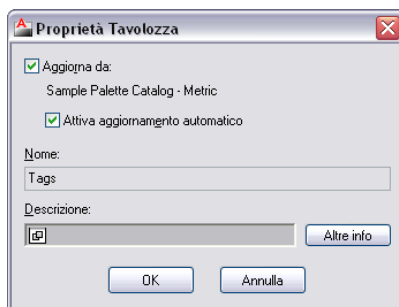 Proprietà Tavolozza
Aggiorna da:
Sample Palette Catalog - Metric
Attiva aggiornamento automatico
Nome:
Tags
Descrizione:
Altre info
OK
Annulla